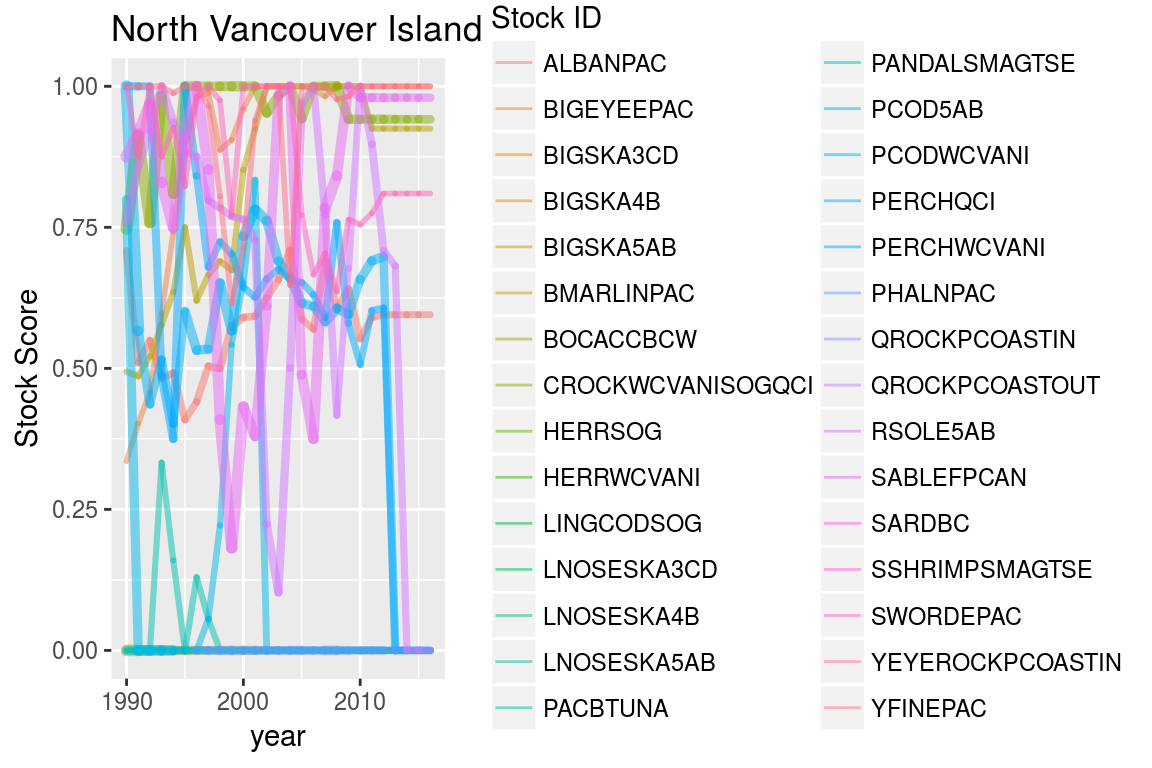 North Vancouver Island
Stock Score
1.00
0.75
0.50
0.25
0.00
1990
2000
2010
year
Stock ID
ALBANPAC
BIGEYEEPAC
BIGSKA3CD
BIGSKA4B
BIGSKA5AB
BMARLINPAC
BOCACCBCW
CROCKWCVANISOGQCI
HERRSOG
HERRWCVANI
LINGCODSOG
LNOSESKA3CD
LNOSESKA4B
LNOSESKA5AB
PACBTUNA
PANDALSMAGTSE
PCOD5AB
PCODWCVANI
PERCHQCI
PERCHWCVANI
PHALNPAC
QROCKPCOASTIN
QROCKPCOASTOUT
RSOLE5AB
SABLEFPCAN
SARDBC
SSHRIMPSMAGTSE
SWORDEPAC
YEYEROCKPCOASTIN
YFINEPAC